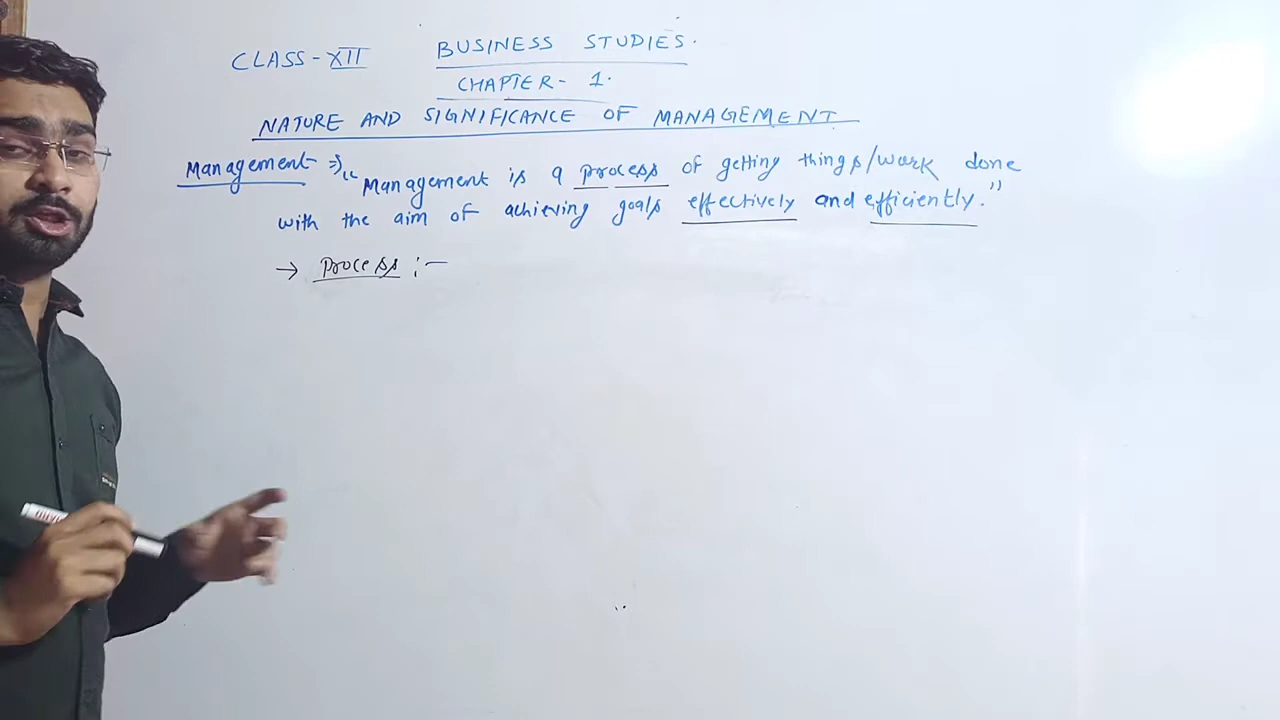 CLASS-XII BUSINESS STUDIES.
CHAPTER- 1.
NATURE AND SIGNIFICANCE OF MANAGEMENT
Management ⇒ "Management is a process of getting things/work done
with the aim of achieving goals effectively and efficiently."
→ Process :-